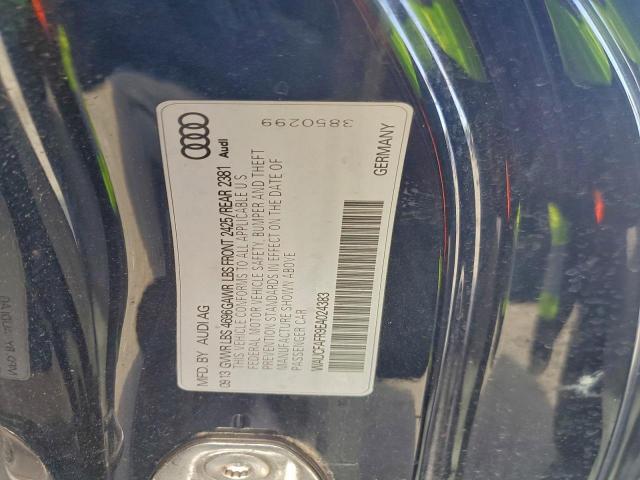 MFD. BY AUDI AG
09 13 GWWR LBS 4696 GAWR LBS FRONT 2425/REAR 2381
THIS VEHICLE CONFORMS TO ALL APPLICABLE U.S.
FEDERAL MOTOR VEHICLE SAFETY, BUMPER AND THEFT
PREVENTION STANDARDS IN EFFECT ON THE DATE OF
MANUFACTURE SHOWN ABOVE
PASSENGER CAR
WAUCFAFR9EA024383
GERMANY
Audi
3850299